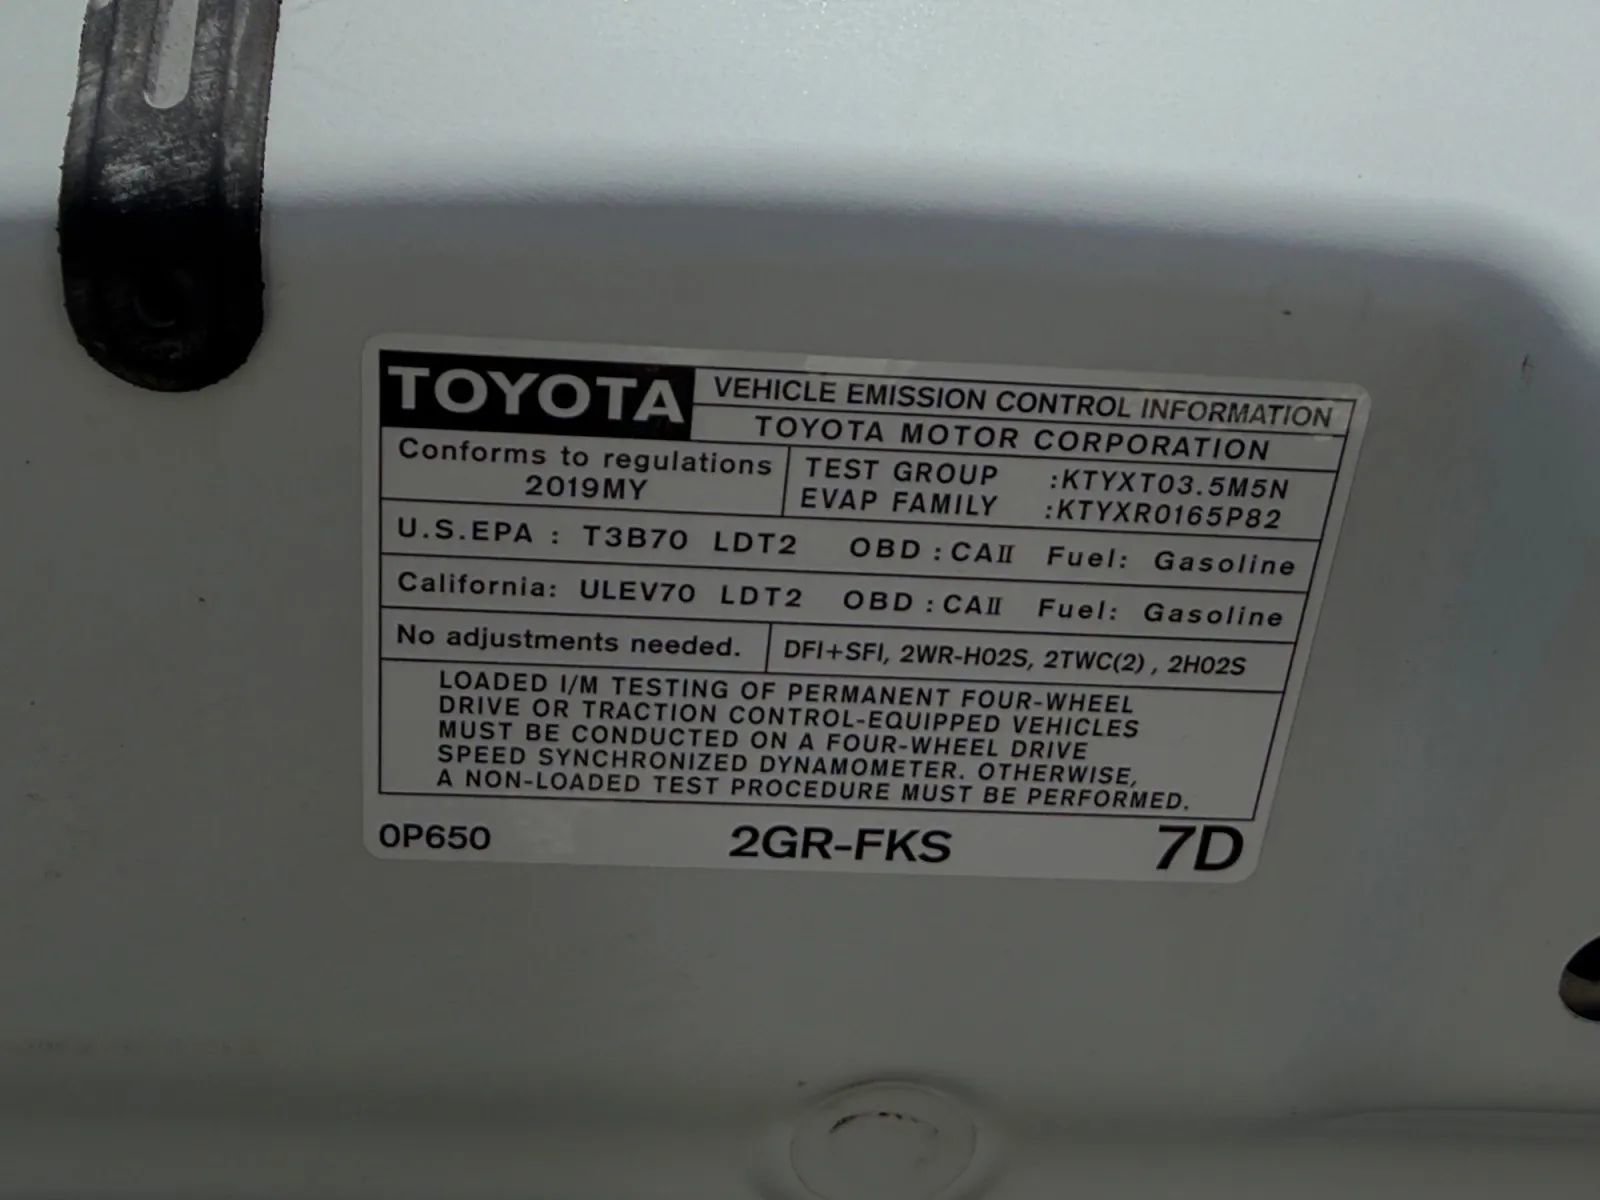 TOYOTA
VEHICLE EMISSION CONTROL INFORMATION
TOYOTA MOTOR CORPORATION
Conforms to regulations
2019MY
TEST GROUP :KTYXT03.5M5N
EVAP FAMILY :KTYXR0165P82
U.S.EPA : T3B70 LDT2 OBD : CAII Fuel: Gasoline
California: ULEV70 LDT2 OBD : CAII Fuel: Gasoline
No adjustments needed.
DFI+SFI, 2WR-HO2S, 2TWC(2) , 2HO2S
LOADED I/M TESTING OF PERMANENT FOUR-WHEEL
DRIVE OR TRACTION CONTROL-EQUIPPED VEHICLES
MUST BE CONDUCTED ON A FOUR-WHEEL DRIVE
SPEED SYNCHRONIZED DYNAMOMETER. OTHERWISE,
A NON-LOADED TEST PROCEDURE MUST BE PERFORMED.
0P650 2GR-FKS 7D